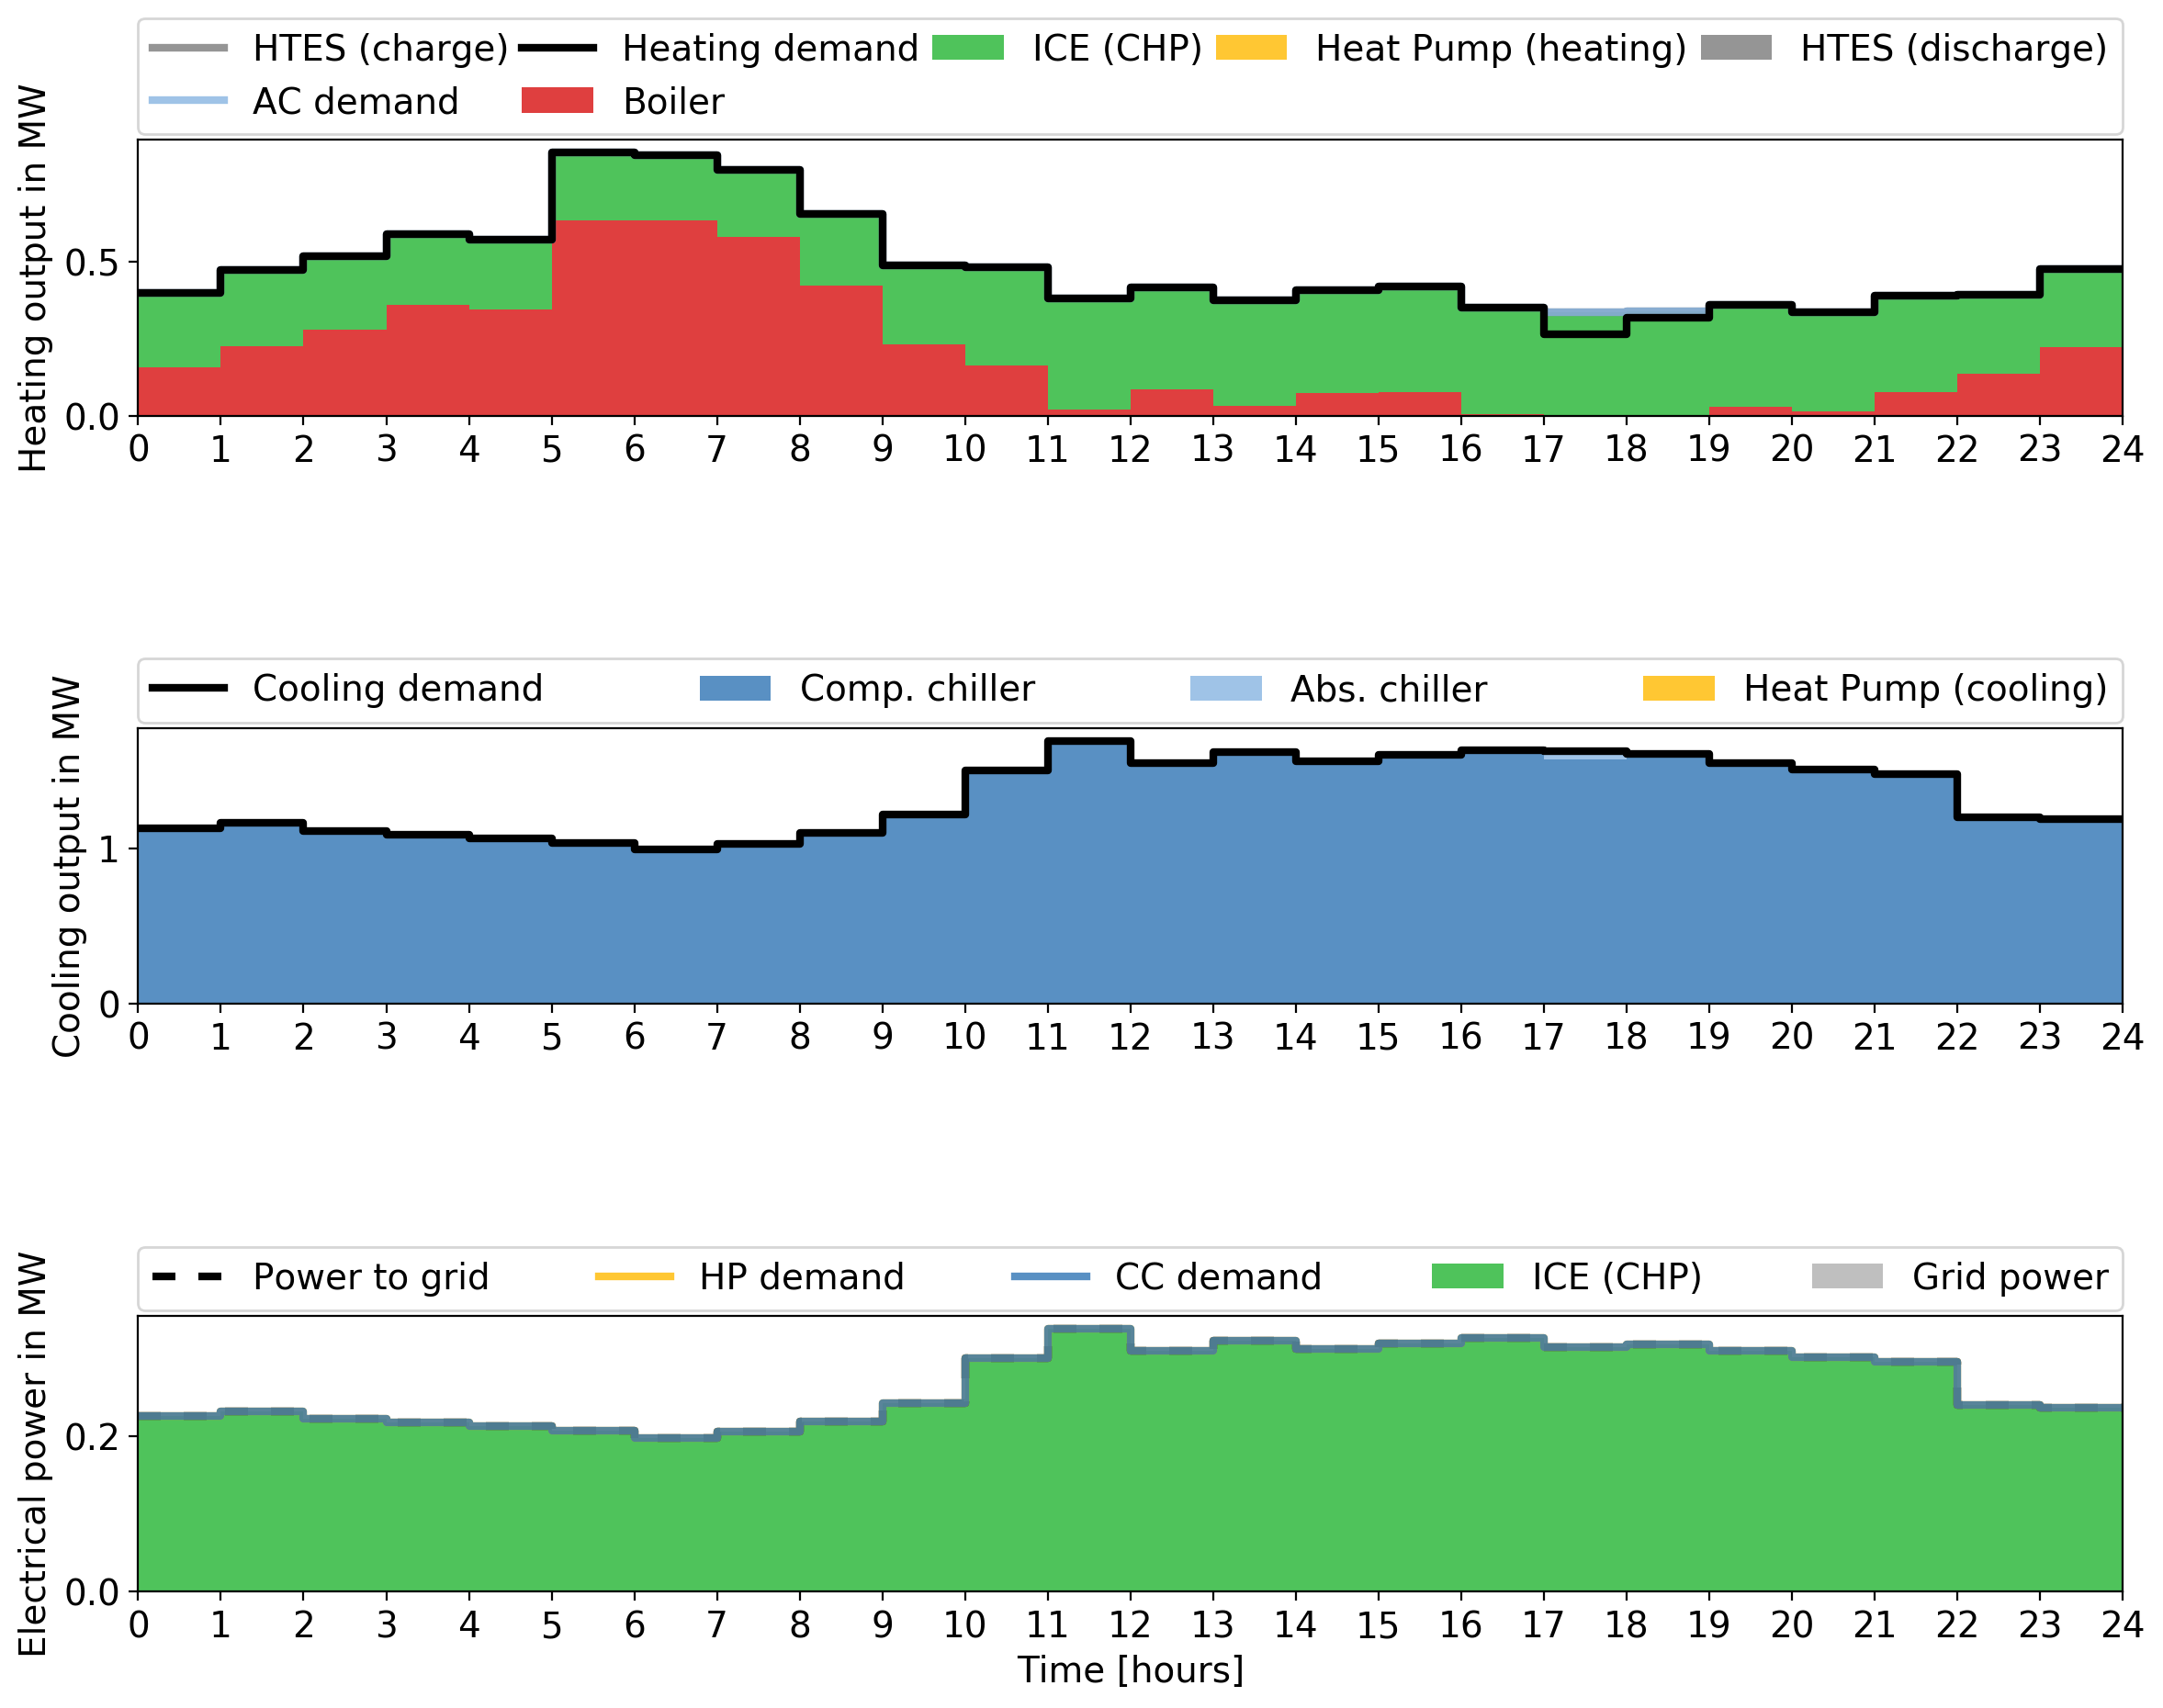 HTES (charge) Heating demand ICE (CHP) Heat Pump (heating) HTES (discharge)
AC demand Boiler
Heating output in MW
0.5
0.0
0 1 2 3 4 5 6 7 8 9 10 11 12 13 14 15 16 17 18 19 20 21 22 23 24
Cooling demand Comp. chiller Abs. chiller Heat Pump (cooling)
Cooling output in MW
1
0
0 1 2 3 4 5 6 7 8 9 10 11 12 13 14 15 16 17 18 19 20 21 22 23 24
Power to grid HP demand CC demand ICE (CHP) Grid power
Electrical power in MW
0.2
0.0
0 1 2 3 4 5 6 7 8 9 10 11 12 13 14 15 16 17 18 19 20 21 22 23 24
Time [hours]